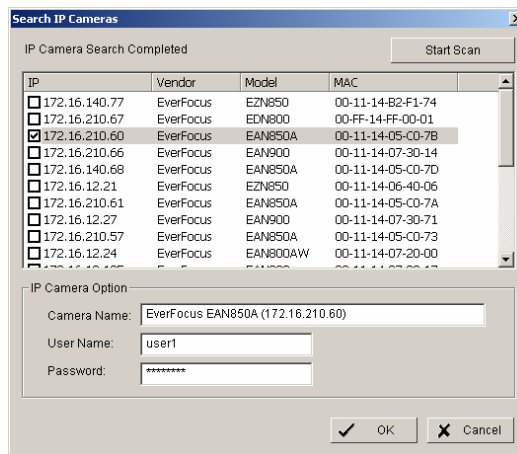 Search IP Cameras
IP Camera Search Completed
Start Scan
IP Vendor Model MAC
172.16.140.77 EverFocus EZN850 00-11-14-B2-F1-74
172.16.210.67 EverFocus EDN800 00-FF-14-FF-00-01
172.16.210.60 EverFocus EAN850A 00-11-14-05-C0-7B
172.16.210.66 EverFocus EAN900 00-11-14-07-30-14
172.16.140.68 EverFocus EAN850A 00-11-14-05-C0-7D
172.16.12.21 EverFocus EZN850 00-11-14-06-40-06
172.16.210.61 EverFocus EAN850A 00-11-14-05-C0-7A
172.16.12.27 EverFocus EAN900 00-11-14-07-30-71
172.16.210.57 EverFocus EAN850A 00-11-14-05-C0-73
172.16.12.24 EverFocus EAN800AW 00-11-14-07-20-00
IP Camera Option
Camera Name: EverFocus EAN850A (172.16.210.60)
User Name: user1
Password: ********
OK Cancel